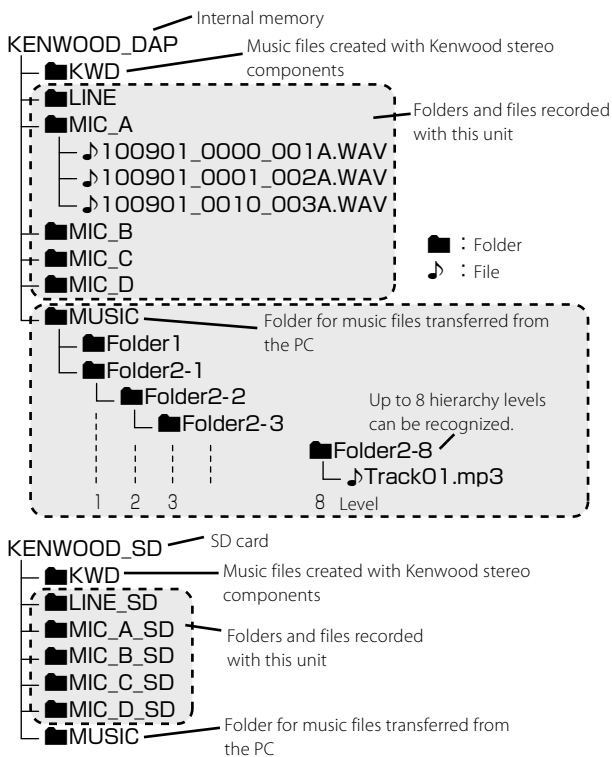 Internal memory
KENWOOD_DAP
KWD
Music files created with Kenwood stereo
components
LINE
MIC_A
Folders and files recorded
with this unit
100901_0000_001A.WAV
100901_0001_002A.WAV
100901_0010_003A.WAV
MIC_B
MIC_C
MIC_D
: Folder
: File
MUSIC
Folder for music files transferred from
the PC
Folder1
Folder2-1
Folder2-2
Folder2-3
Up to 8 hierarchy levels
can be recognized.
Folder2-8
Track01.mp3
1 2 3 8 Level
KENWOOD_SD
SD card
KWD
Music files created with Kenwood stereo
components
LINE_SD
MIC_A_SD
MIC_B_SD
MIC_C_SD
MIC_D_SD
Folders and files recorded
with this unit
MUSIC
Folder for music files transferred from
the PC